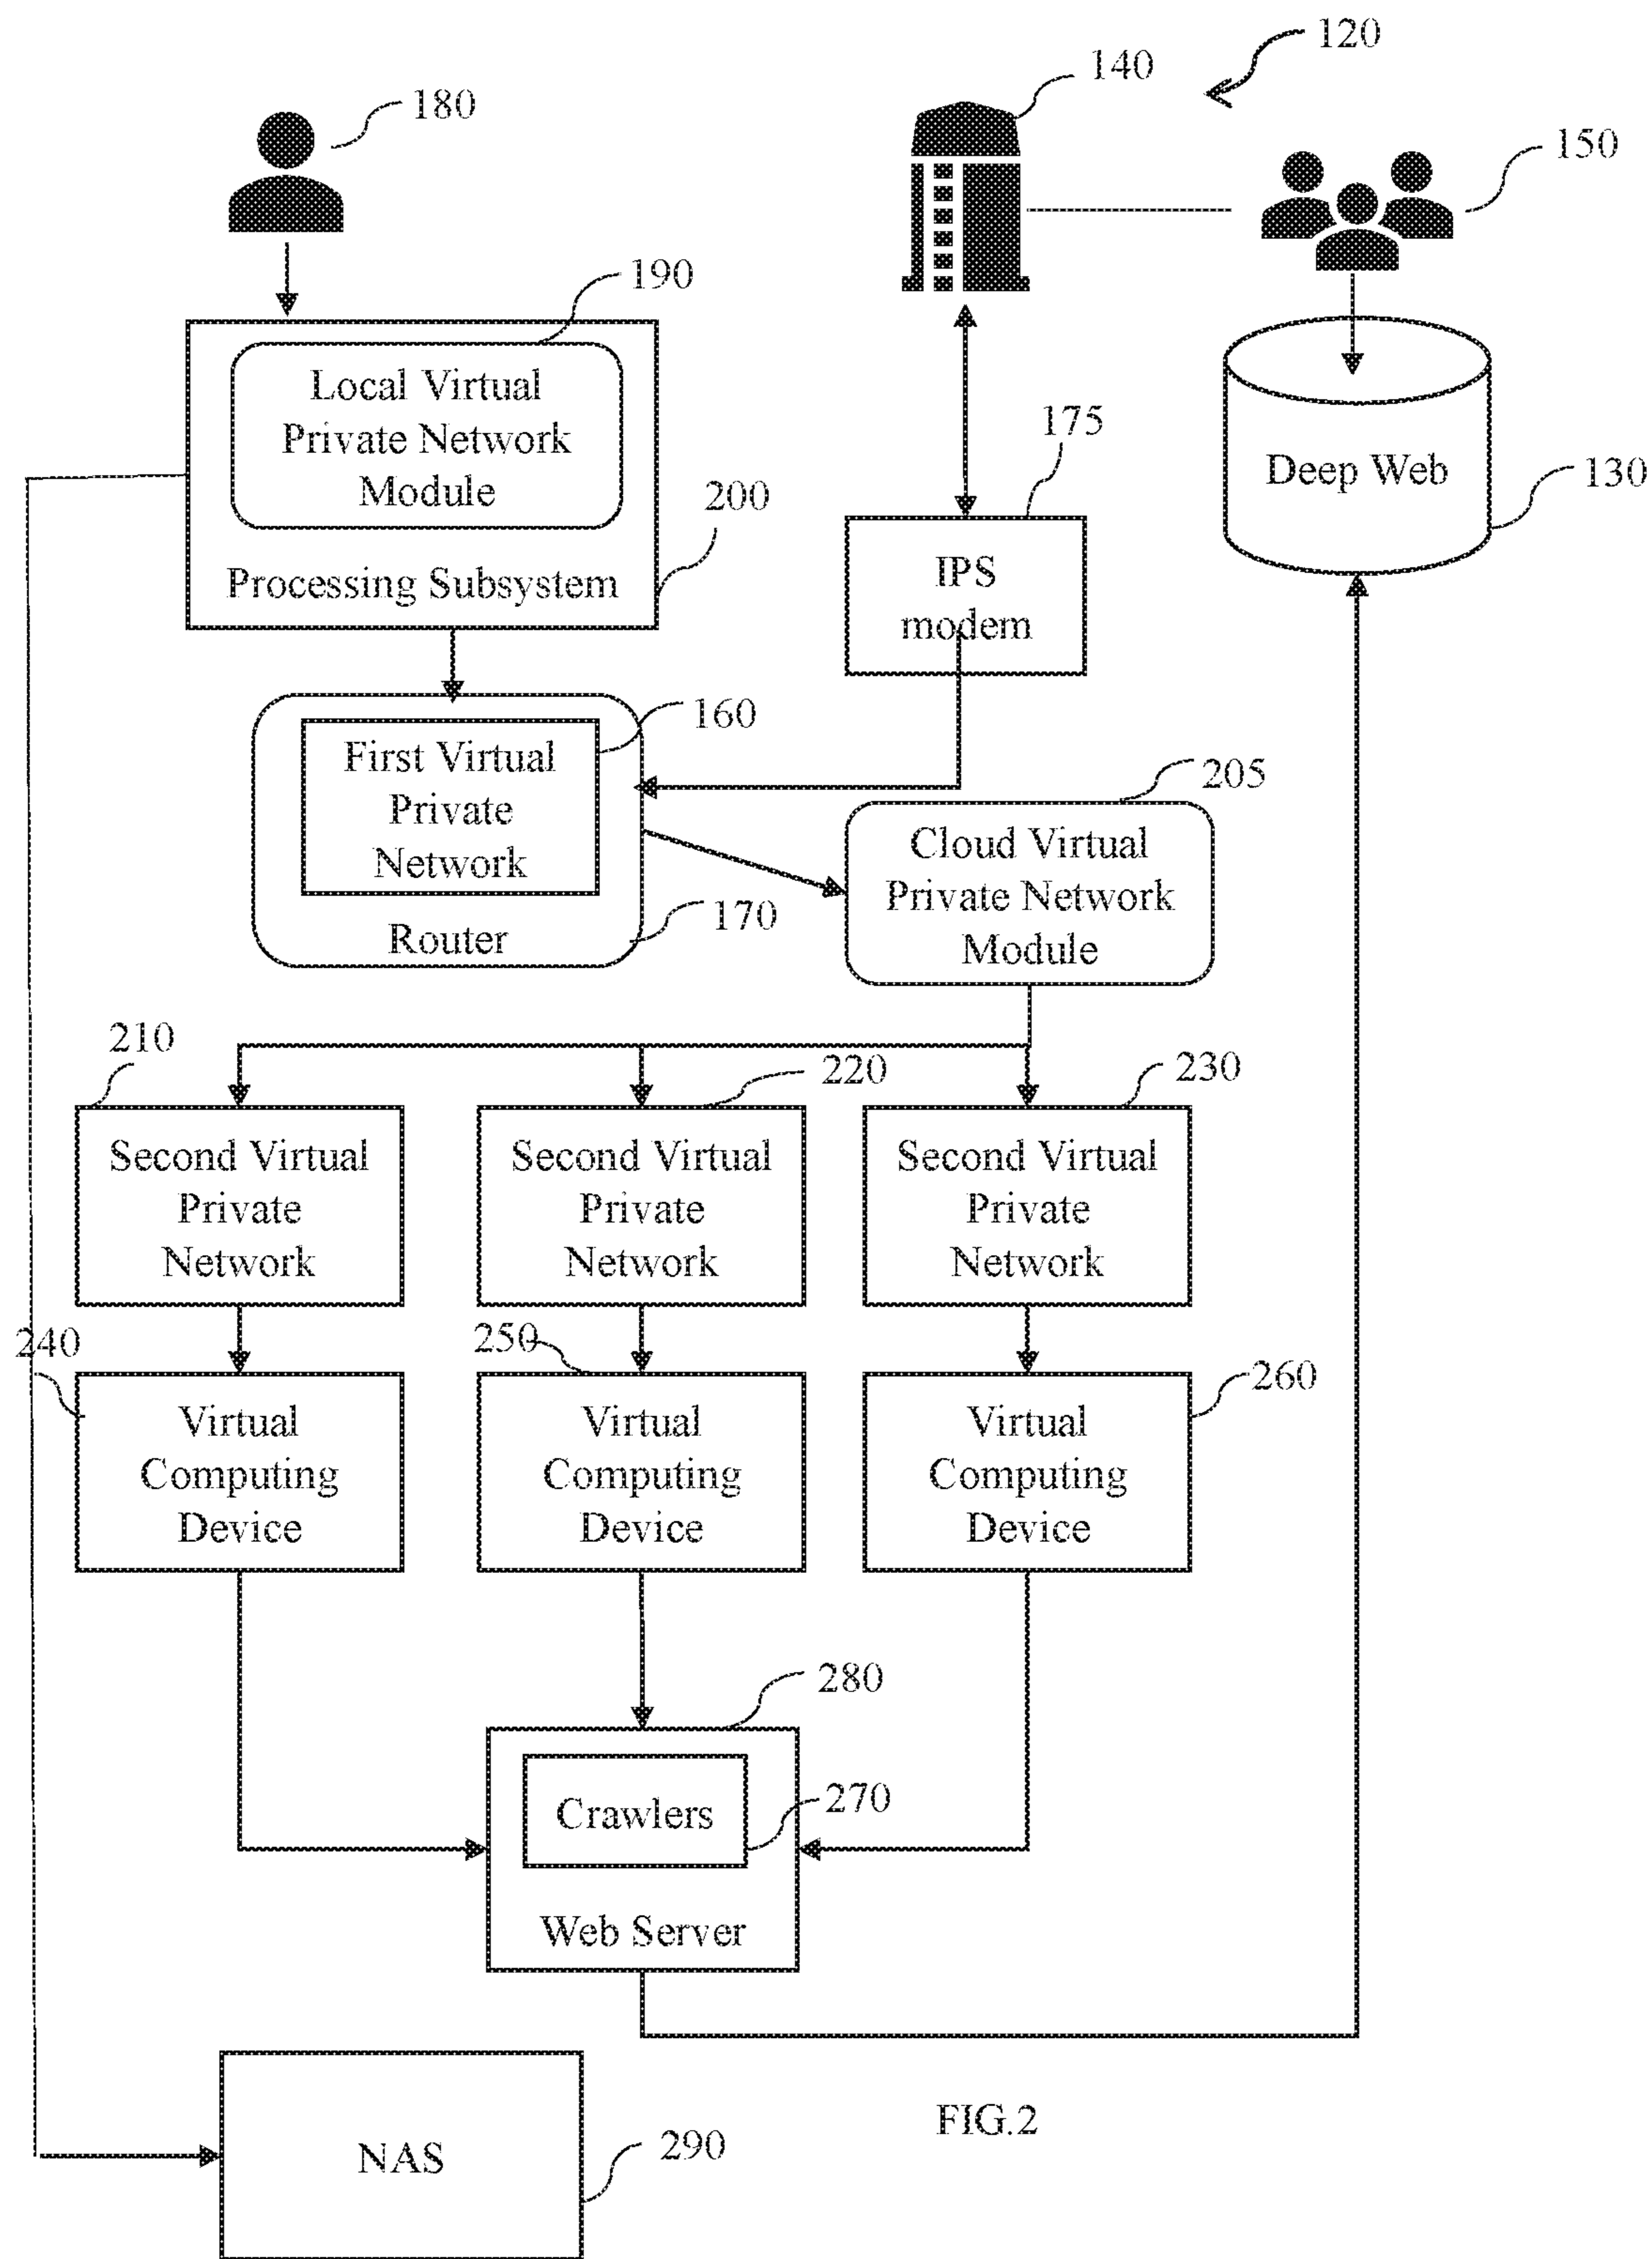 120
140
180
150
190
Local Virtual
Private Network
Module
175
Deep Web
130
200
IPS
modem
Processing Subsystem
160
First Virtual
Private
Network
205
Cloud Virtual
Private Network
Module
170
Router
210
220
230
Second Virtual
Private
Network
Second Virtual
Private
Network
Second Virtual
Private
Network
240
250
260
Virtual
Computing
Device
Virtual
Computing
Device
Virtual
Computing
Device
280
Crawlers
270
Web Server
FIG.2
NAS
290